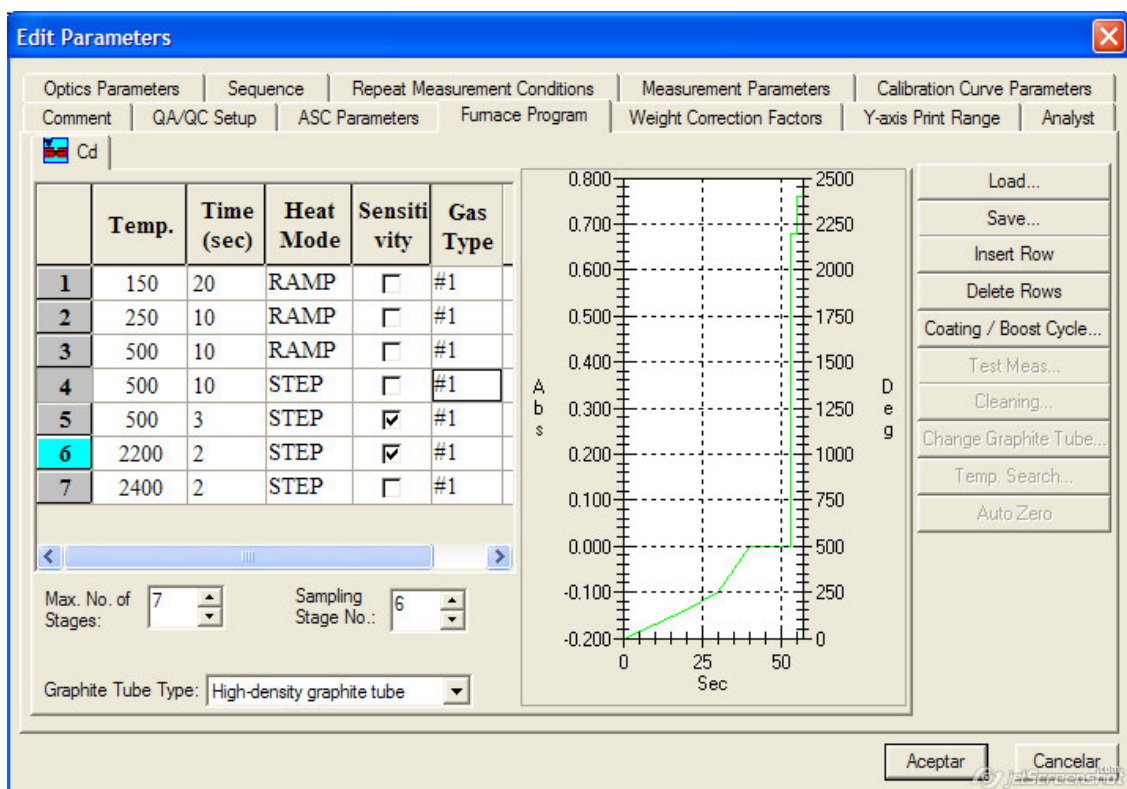 Edit Parameters
Optics Parameters Sequence Repeat Measurement Conditions Measurement Parameters Calibration Curve Parameters
Comment QA/QC Setup ASC Parameters Furnace Program Weight Correction Factors Y-axis Print Range Analyst
Cd
Temp. Time (sec) Heat Mode Sensiti vity Gas Type
1 150 20 RAMP #1
2 250 10 RAMP #1
3 500 10 RAMP #1
4 500 10 STEP #1
5 500 3 STEP #1
6 2200 2 STEP #1
7 2400 2 STEP #1
Max. No. of Stages: 7
Sampling Stage No.: 6
Graphite Tube Type: High-density graphite tube
0.800 2500
0.700 2250
0.600 2000
0.500 1750
0.400 1500
0.300 1250
0.200 1000
0.100 750
0.000 500
-0.100 250
-0.200 0
Abs
Deg
0 25 50
Sec
Load...
Save...
Insert Row
Delete Rows
Coating / Boost Cycle...
Test Meas...
Cleaning...
Change Graphite Tube...
Temp. Search...
Auto Zero
Aceptar Cancelar
jetScreenshot.com